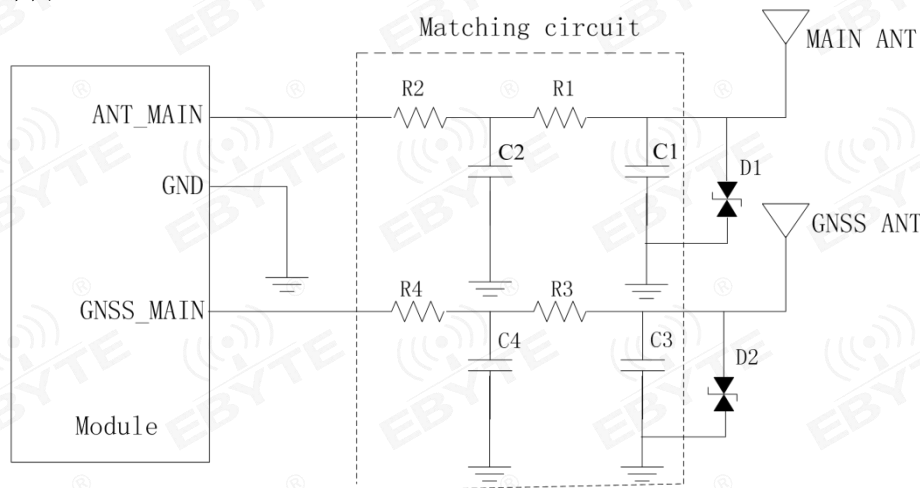 Matching circuit
MAIN ANT
R2
R1
ANT_MAIN
C2
C1
D1
GND
GNSS ANT
R4
R3
GNSS_MAIN
C4
C3
D2
Module
EBYTE